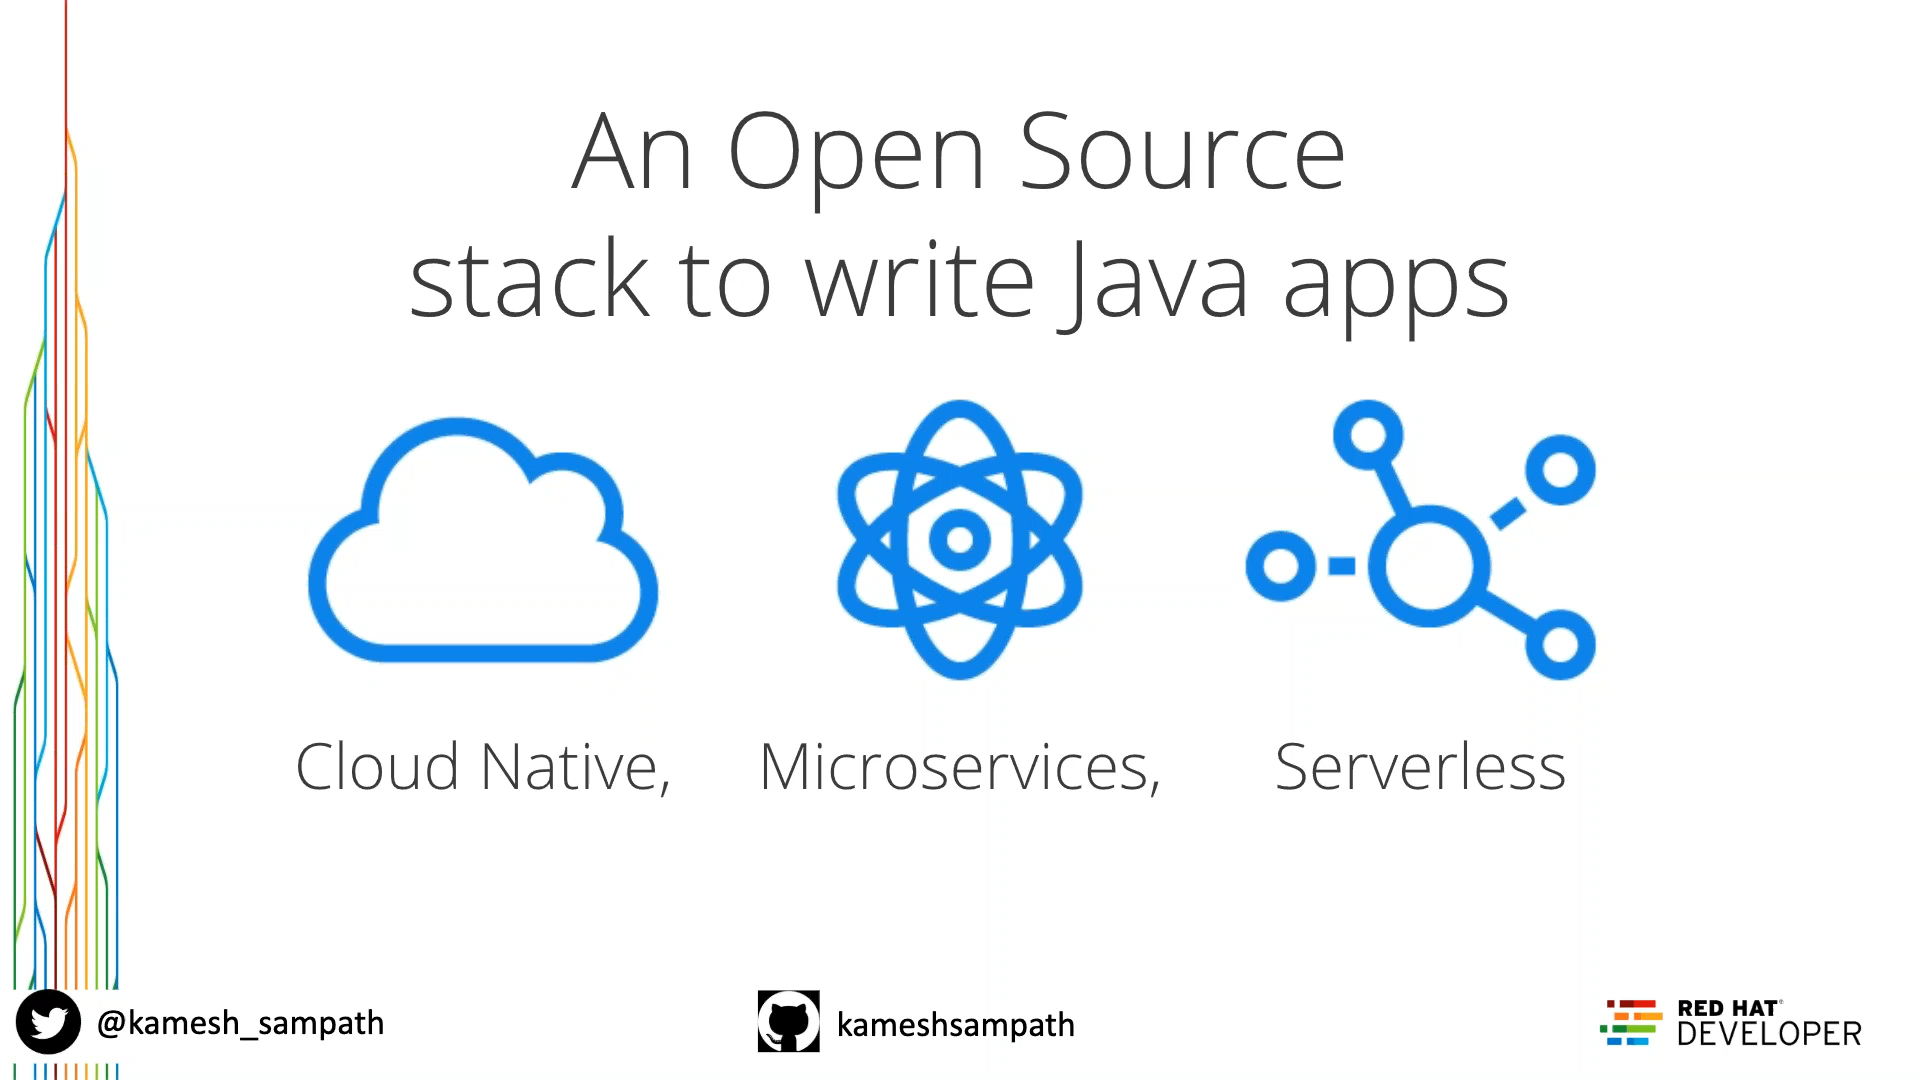 An Open Source
stack to write Java apps
Cloud Native,
Microservices,
Serverless
@kamesh_sampath
kameshsampath
RED HAT®
DEVELOPER